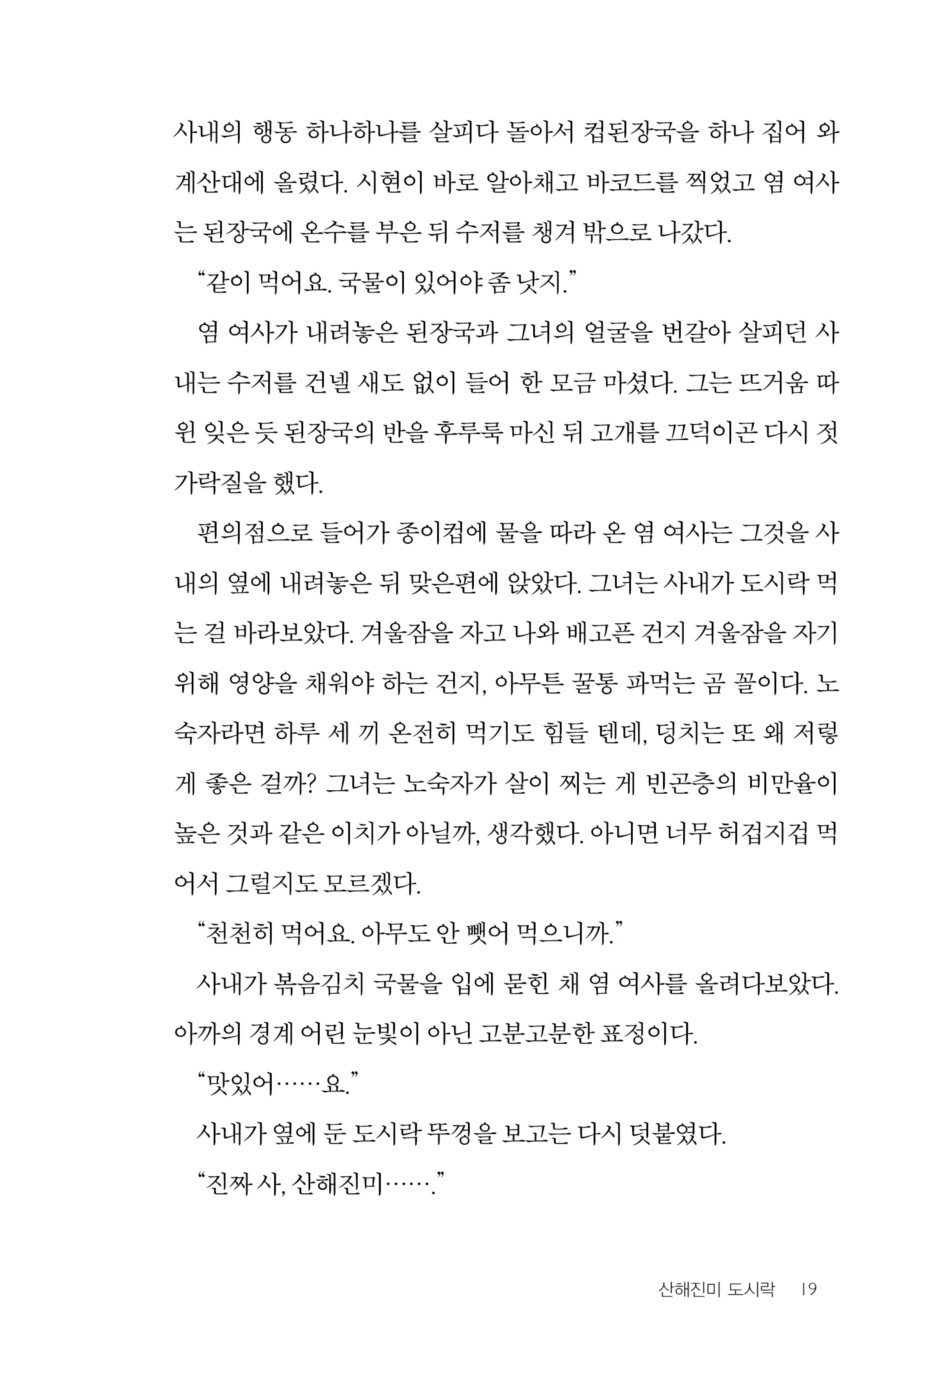 사내의 행동 하나하나를 살피다 돌아서 컵된장국을 하나 집어 와
계산대에 올렸다. 시현이 바로 알아채고 바코드를 찍었고 염 여사
는 된장국에 온수를 부은 뒤 수저를 챙겨 밖으로 나갔다.
“같이 먹어요. 국물이 있어야 좀 낫지.”
염 여사가 내려놓은 된장국과 그녀의 얼굴을 번갈아 살피던 사
내는 수저를 건넬 새도 없이 들어 한 모금 마셨다. 그는 뜨거움 따
윈 잊은 듯 된장국의 반을 후루룩 마신 뒤 고개를 끄덕이곤 다시 젓
가락질을 했다.
편의점으로 들어가 종이컵에 물을 따라 온 염 여사는 그것을 사
내의 옆에 내려놓은 뒤 맞은편에 앉았다. 그녀는 사내가 도시락 먹
는 걸 바라보았다. 겨울잠을 자고 나와 배고픈 건지 겨울잠을 자기
위해 영양을 채워야 하는 건지, 아무튼 꿀통 파먹는 곰 꼴이다. 노
숙자라면 하루 세 끼 온전히 먹기도 힘들 텐데, 덩치는 또 왜 저렇
게 좋은 걸까? 그녀는 노숙자가 살이 찌는 게 빈곤층의 비만율이
높은 것과 같은 이치가 아닐까, 생각했다. 아니면 너무 허겁지겁 먹
어서 그럴지도 모르겠다.
“천천히 먹어요. 아무도 안 뺏어 먹으니까.”
사내가 볶음김치 국물을 입에 묻힌 채 염 여사를 올려다보았다.
아까의 경계 어린 눈빛이 아닌 고분고분한 표정이다.
“맛있어……요.”
사내가 옆에 둔 도시락 뚜껑을 보고는 다시 덧붙였다.
“진짜 사, 산해진미…….”
산해진미 도시락 19